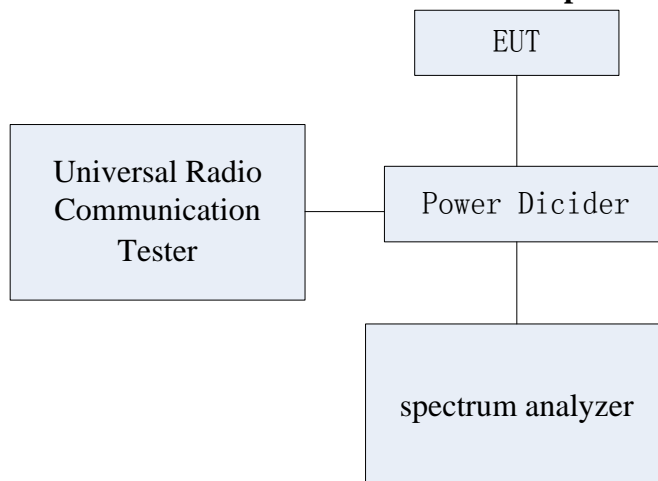 EUT
Universal Radio
Communication
Tester
Power Dicider
spectrum analyzer